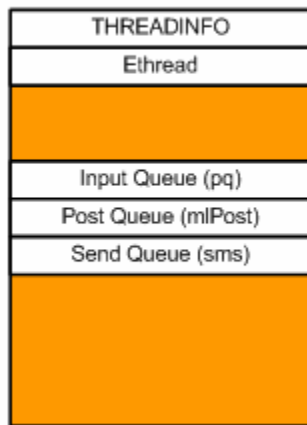 THREADINFO
Ethread
Input Queue (pq)
Post Queue (mlPost)
Send Queue (sms)